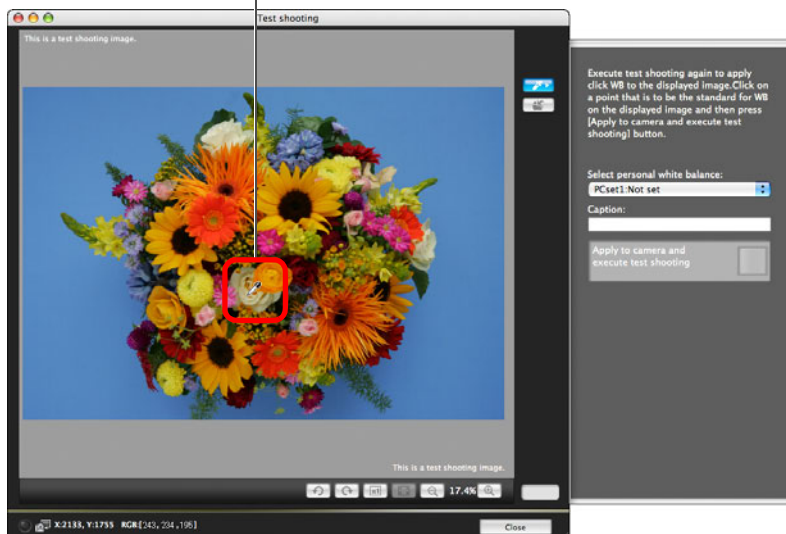 Test shooting
This is a test shooting image.
Execute test shooting again to apply
click WB to the displayed image.Click on
a point that is to be the standard for WB
on the displayed image and then press
[Apply to camera and execute test
shooting] button.
Select personal white balance:
PCset1:Not set
Caption:
Apply to camera and
execute test shooting
This is a test shooting image.
17.4%
X:2133, Y:1755 RGB:[243, 234 ,195]
Close